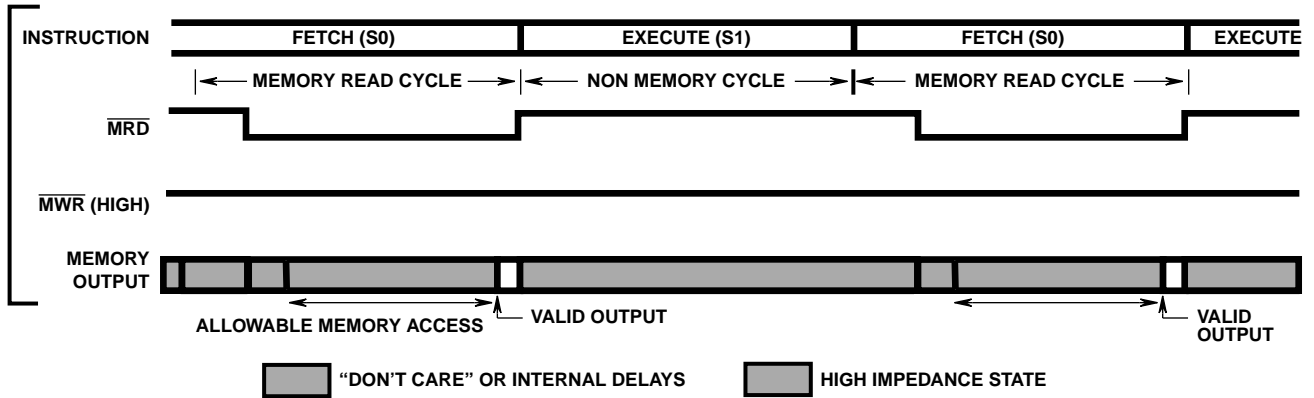 INSTRUCTION FETCH (S0) EXECUTE (S1) FETCH (S0) EXECUTE
MEMORY READ CYCLE NON MEMORY CYCLE MEMORY READ CYCLE
MRD
MWR (HIGH)
MEMORY
OUTPUT
ALLOWABLE MEMORY ACCESS
VALID OUTPUT
VALID
OUTPUT
“DON’T CARE” OR INTERNAL DELAYS
HIGH IMPEDANCE STATE